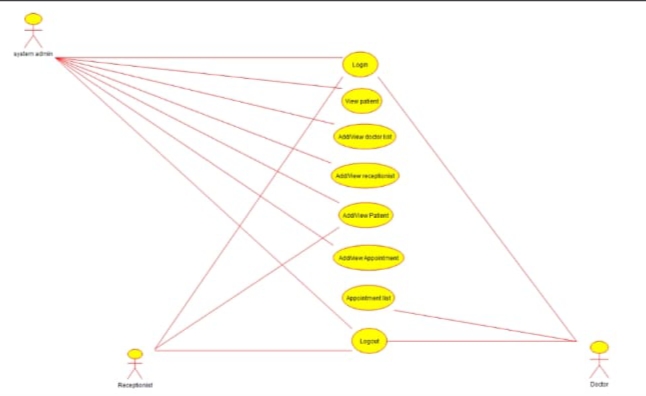 system admin
Login
View patient
Add/View doctor list
Add/View receptionist
Add/View Patient
Add/View Appointment
Appointment list
Logout
Receptionist
Doctor